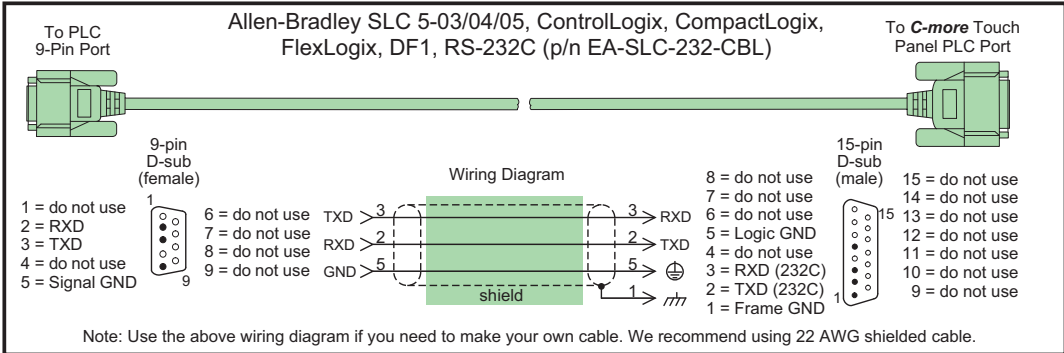 To PLC
9-Pin Port
Allen-Bradley SLC 5-03/04/05, ControlLogix, CompactLogix,
FlexLogix, DF1, RS-232C (p/n EA-SLC-232-CBL)
To C-more Touch
Panel PLC Port
9-pin
D-sub
(female)
1 = do not use
2 = RXD
3 = TXD
4 = do not use
5 = Signal GND
1
9
6 = do not use
7 = do not use
8 = do not use
9 = do not use
Wiring Diagram
TXD 3 3 RXD
RXD 2 2 TXD
GND 5 5
shield 1
8 = do not use
7 = do not use
6 = do not use
5 = Logic GND
4 = do not use
3 = RXD (232C)
2 = TXD (232C)
1 = Frame GND
15-pin
D-sub
(male)
15
1
15 = do not use
14 = do not use
13 = do not use
12 = do not use
11 = do not use
10 = do not use
9 = do not use
Note: Use the above wiring diagram if you need to make your own cable. We recommend using 22 AWG shielded cable.